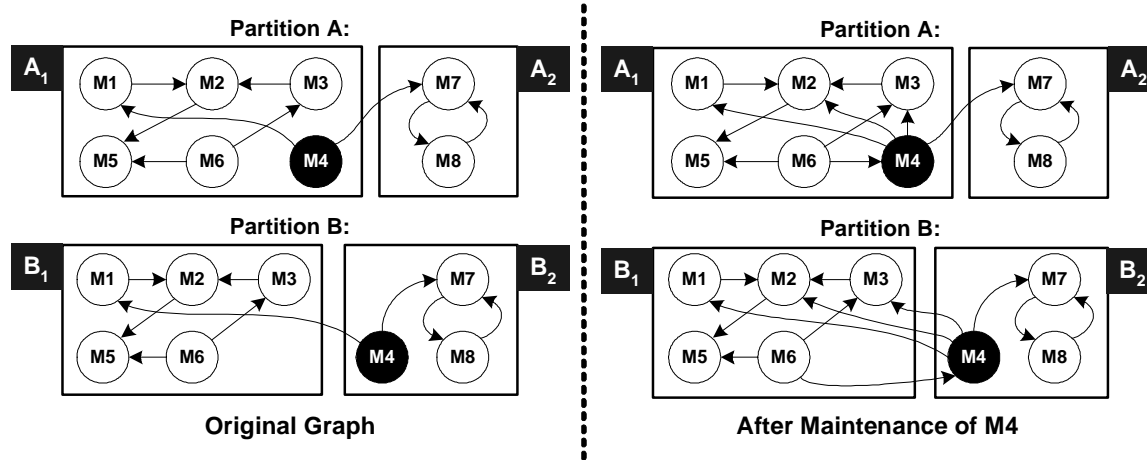 Partition A:
Partition A:
A1
M1 M2 M3
M7
A2
M5 M6 M4
M8
A1
M1 M2 M3
M7
A2
M5 M6 M4
M8
Partition B:
Partition B:
B1
M1 M2 M3
M7
B2
M5 M6
M4 M8
B1
M1 M2 M3
M7
B2
M5 M6
M4 M8
Original Graph
After Maintenance of M4